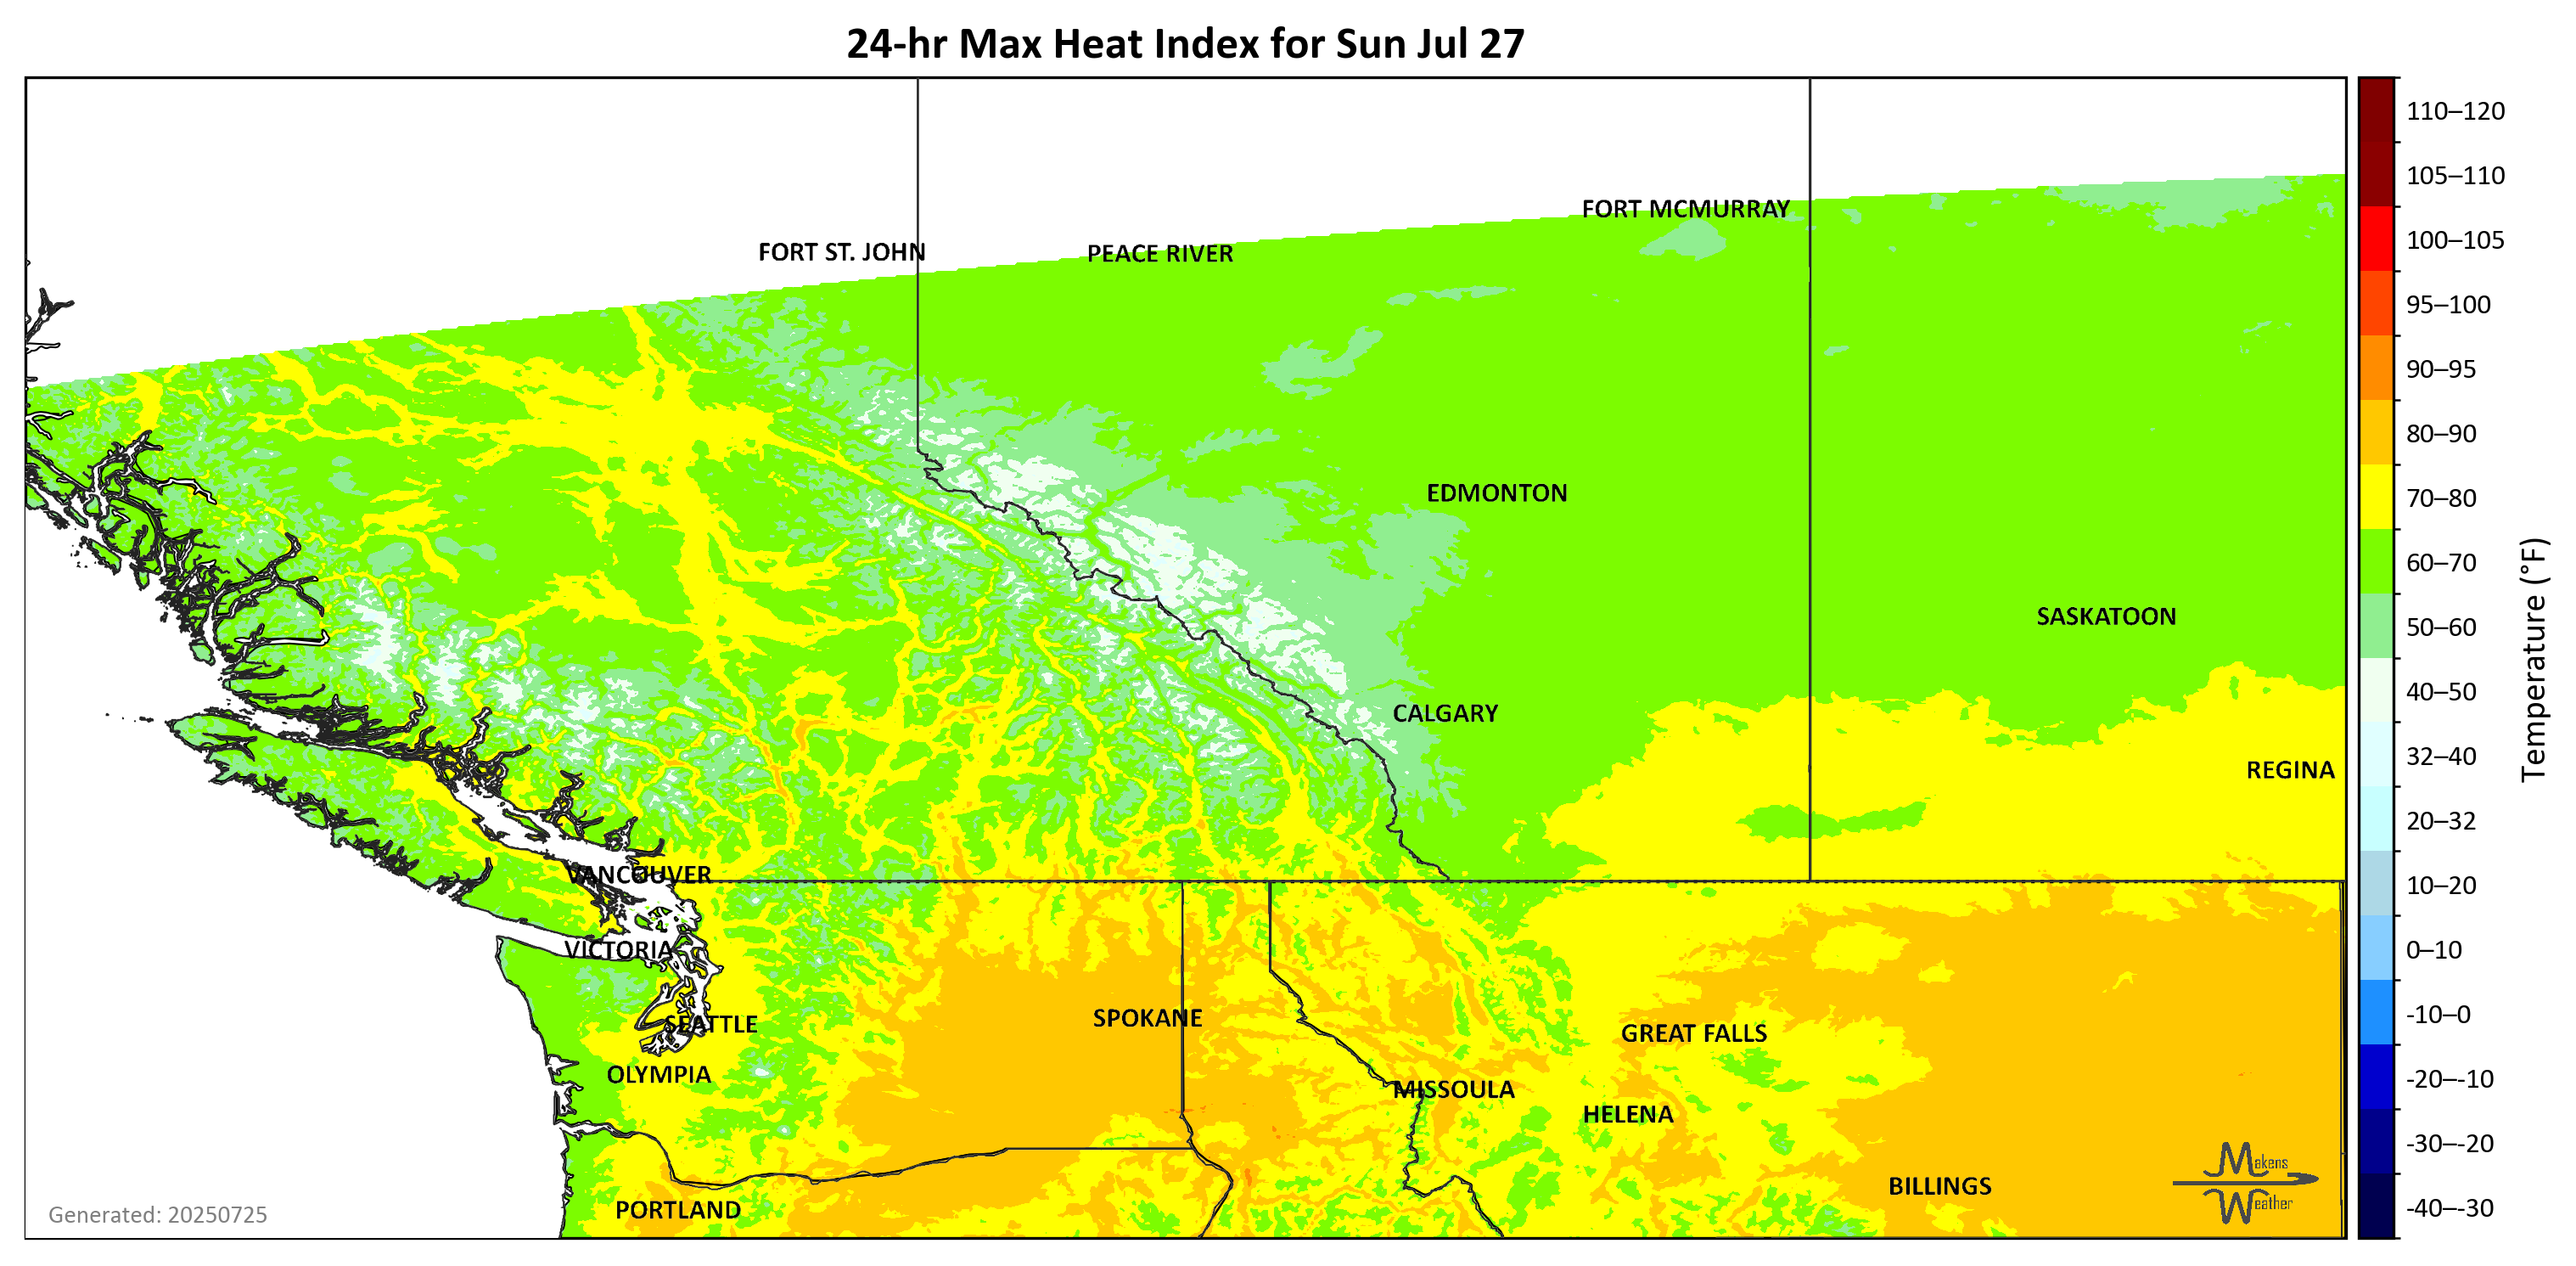 24-hr Max Heat Index for Sun Jul 27
110–120
105–110
FORT MCMURRAY
100–105
FORT ST. JOHN
PEACE RIVER
95–100
90–95
80–90
EDMONTON
70–80
60–70
SASKATOON
50–60
40–50
CALGARY
32–40
REGINA
Temperature (°F)
20–32
VANCOUVER
10–20
VICTORIA
0–10
SEATTLE
SPOKANE
GREAT FALLS
-10–0
OLYMPIA
MISSOULA
-20–-10
HELENA
-30–-20
Makens
Weather
BILLINGS
PORTLAND
-40–-30
Generated: 20250725